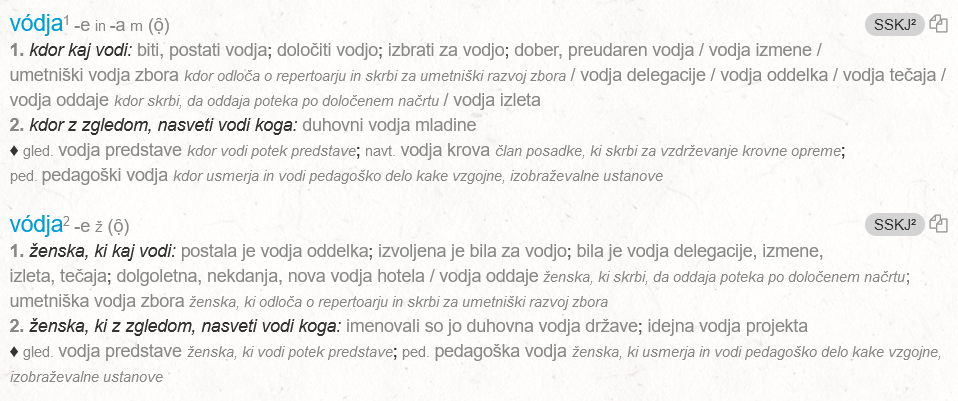 vódja¹ -e in -a m (ọ̑) SSKJ²
1. kdor kaj vodi: biti, postati vodja; določiti vodjo; izbrati za vodjo; dober, preudaren vodja / vodja izmene /
umetniški vodja zbora kdor odloča o repertoarju in skrbi za umetniški razvoj zbora / vodja delegacije / vodja oddelka / vodja tečaja /
vodja oddaje kdor skrbi, da oddaja poteka po določenem načrtu / vodja izleta
2. kdor z zgledom, nasveti vodi koga: duhovni vodja mladine
♦ gled. vodja predstave kdor vodi potek predstave; navt. vodja krova član posadke, ki skrbi za vzdrževanje krovne opreme;
ped. pedagoški vodja kdor usmerja in vodi pedagoško delo kake vzgojne, izobraževalne ustanove
vódja² -e ž (ọ̑) SSKJ²
1. ženska, ki kaj vodi: postala je vodja oddelka; izvoljena je bila za vodjo; bila je vodja delegacije, izmene,
izleta, tečaja; dolgoletna, nekdanja, nova vodja hotela / vodja oddaje ženska, ki skrbi, da oddaja poteka po določenem načrtu;
umetniška vodja zbora ženska, ki odloča o repertoarju in skrbi za umetniški razvoj zbora
2. ženska, ki z zgledom, nasveti vodi koga: imenovali so jo duhovna vodja države; idejna vodja projekta
♦ gled. vodja predstave ženska, ki vodi potek predstave; ped. pedagoška vodja ženska, ki usmerja in vodi pedagoško delo kake vzgojne,
izobraževalne ustanove